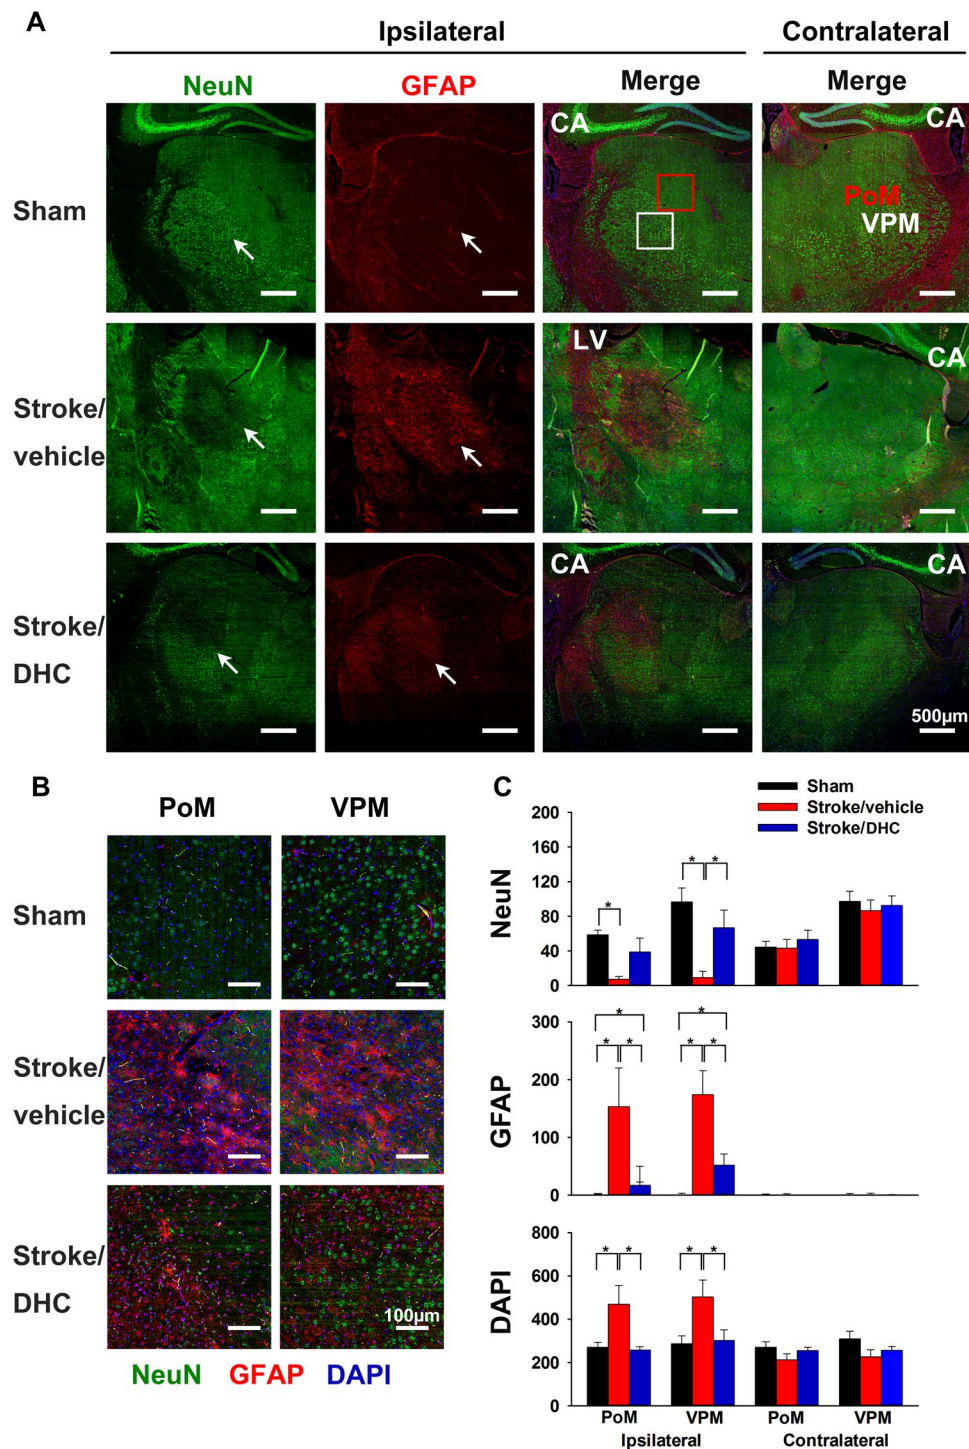 A
Ipsilateral
Contralateral
NeuN
GFAP
Merge
Merge
CA
CA
Sham
PoM
VPM
LV
CA
Stroke/
vehicle
CA
CA
Stroke/
DHC
500µm
B
PoM
VPM
Sham
Stroke/
vehicle
Stroke/
DHC
100µm
NeuN GFAP DAPI
C
Sham
Stroke/vehicle
Stroke/DHC
200
160
120
80
40
0
NeuN
* * * *
300
200
100
0
GFAP
* *
* * * *
800
600
400
200
0
DAPI
* * * *
PoM VPM PoM VPM
Ipsilateral Contralateral